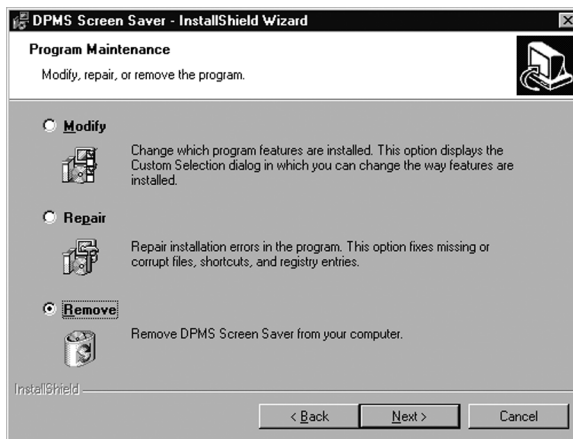 DPMS Screen Saver - InstallShield Wizard
Program Maintenance
Modify, repair, or remove the program.
Modify
Change which program features are installed. This option displays the
Custom Selection dialog in which you can change the way features are
installed.
Repair
Repair installation errors in the program. This option fixes missing or
corrupt files, shortcuts, and registry entries.
Remove
Remove DPMS Screen Saver from your computer.
InstallShield
< Back
Next >
Cancel